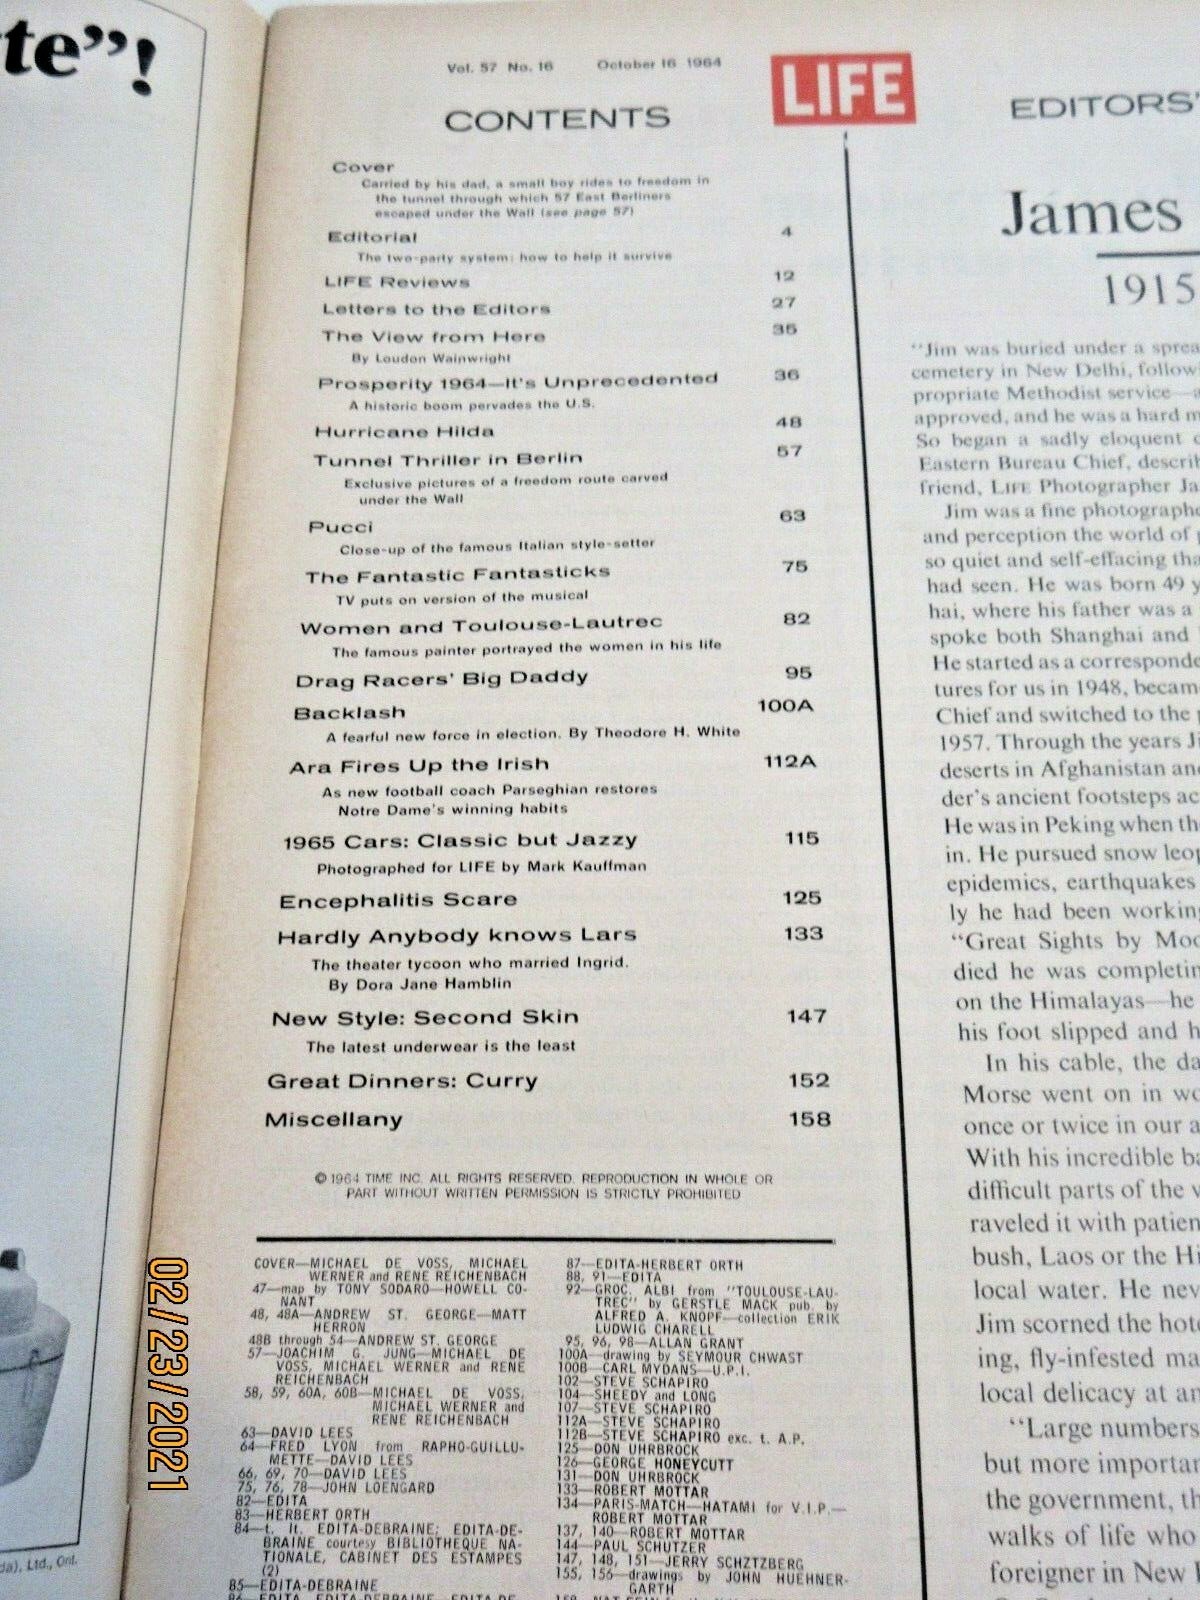 te”!
Vol. 57 No. 16 October 16 1964
LIFE
CONTENTS
Cover
Carried by his dad, a small boy rides to freedom in
the tunnel through which 57 East Berliners
escaped under the Wall (see page 57)
Editorial 4
The two-party system: how to help it survive
LIFE Reviews 12
Letters to the Editors 27
The View from Here 35
By Loudon Wainwright
Prosperity 1964—It's Unprecedented 36
A historic boom pervades the U.S.
Hurricane Hilda 48
Tunnel Thriller in Berlin 57
Exclusive pictures of a freedom route carved
under the Wall
Pucci 63
Close-up of the famous Italian style-setter
The Fantastic Fantasticks 75
TV puts on version of the musical
Women and Toulouse-Lautrec 82
The famous painter portrayed the women in his life
Drag Racers' Big Daddy 95
Backlash 100A
A fearful new force in election. By Theodore H. White
Ara Fires Up the Irish 112A
As new football coach Parseghian restores
Notre Dame's winning habits
1965 Cars: Classic but Jazzy 115
Photographed for LIFE by Mark Kauffman
Encephalitis Scare 125
Hardly Anybody knows Lars 133
The theater tycoon who married Ingrid.
By Dora Jane Hamblin
New Style: Second Skin 147
The latest underwear is the least
Great Dinners: Curry 152
Miscellany 158
© 1964 TIME INC. ALL RIGHTS RESERVED. REPRODUCTION IN WHOLE OR
PART WITHOUT WRITTEN PERMISSION IS STRICTLY PROHIBITED
COVER—MICHAEL DE VOSS, MICHAEL
WERNER and RENE REICHENBACH
47—map by TONY SODARO—HOWELL CO-
NANT
48, 48A—ANDREW ST. GEORGE—MATT
HERRON
48B through 54—ANDREW ST. GEORGE
57—JOACHIM G. JUNG—MICHAEL DE
VOSS, MICHAEL WERNER and RENE
REICHENBACH
58, 59, 60A, 60B—MICHAEL DE VOSS,
MICHAEL WERNER and
RENE REICHENBACH
63—DAVID LEES
64—FRED LYON from RAPHO-GUILLU-
METTE—DAVID LEES
66, 69, 70—DAVID LEES
75, 76, 78—JOHN LOENGARD
82—EDITA
83—HERBERT ORTH
84—t. lt. EDITA-DEBRAINE; EDITA-DE-
BRAINE courtesy BIBLIOTHEQUE NA-
TIONALE, CABINET DES ESTAMPES
(2)
85—EDITA-DEBRAINE
87—EDITA-HERBERT ORTH
88, 91—EDITA
92—GROC, ALBI from "TOULOUSE-LAU-
TREC" by GERSTLE MACK pub. by
ALFRED A. KNOPF—collection ERIK
LUDWIG CHARELL
95, 96, 98—ALLAN GRANT
100A—drawing by SEYMOUR CHWAST
100B—CARL MYDANS—U.P.I.
102—STEVE SCHAPIRO
104—SHEEDY and LONG
107—STEVE SCHAPIRO
112A—STEVE SCHAPIRO
112B—STEVE SCHAPIRO exc. t. A.P.
125—DON UHRBROCK
126—GEORGE HONEYCUTT
131—DON UHRBROCK
133—ROBERT MOTTAR
134—PARIS-MATCH—HATAMI for V.I.P.—
ROBERT MOTTAR
137, 140—ROBERT MOTTAR
144—PAUL SCHUTZER
147, 148, 151—JERRY SCHZTZBERG
155, 156—drawings by JOHN HUEHNER-
GARTH
EDITORS'
James
1915
"Jim was buried under a sprea
cemetery in New Delhi, follow
propriate Methodist service—a
approved, and he was a hard m
So began a sadly eloquent c
Eastern Bureau Chief, describ
friend, LIFE Photographer Ja
Jim was a fine photographe
and perception the world of p
so quiet and self-effacing tha
had seen. He was born 49 y
hai, where his father was a
spoke both Shanghai and
He started as a corresponde
tures for us in 1948, becam
Chief and switched to the p
1957. Through the years Ji
deserts in Afghanistan and
der's ancient footsteps ac
He was in Peking when the
in. He pursued snow leop
epidemics, earthquakes
ly he had been working
"Great Sights by Moo
died he was completin
on the Himalayas—he
his foot slipped and h
In his cable, the da
Morse went on in wo
once or twice in our a
With his incredible ba
difficult parts of the w
raveled it with patien
bush, Laos or the Hi
local water. He nev
Jim scorned the hote
ing, fly-infested ma
local delicacy at an
"Large numbers
but more importan
the government, th
walks of life who
foreigner in New
da), Ltd., Ont.
02/23/2021